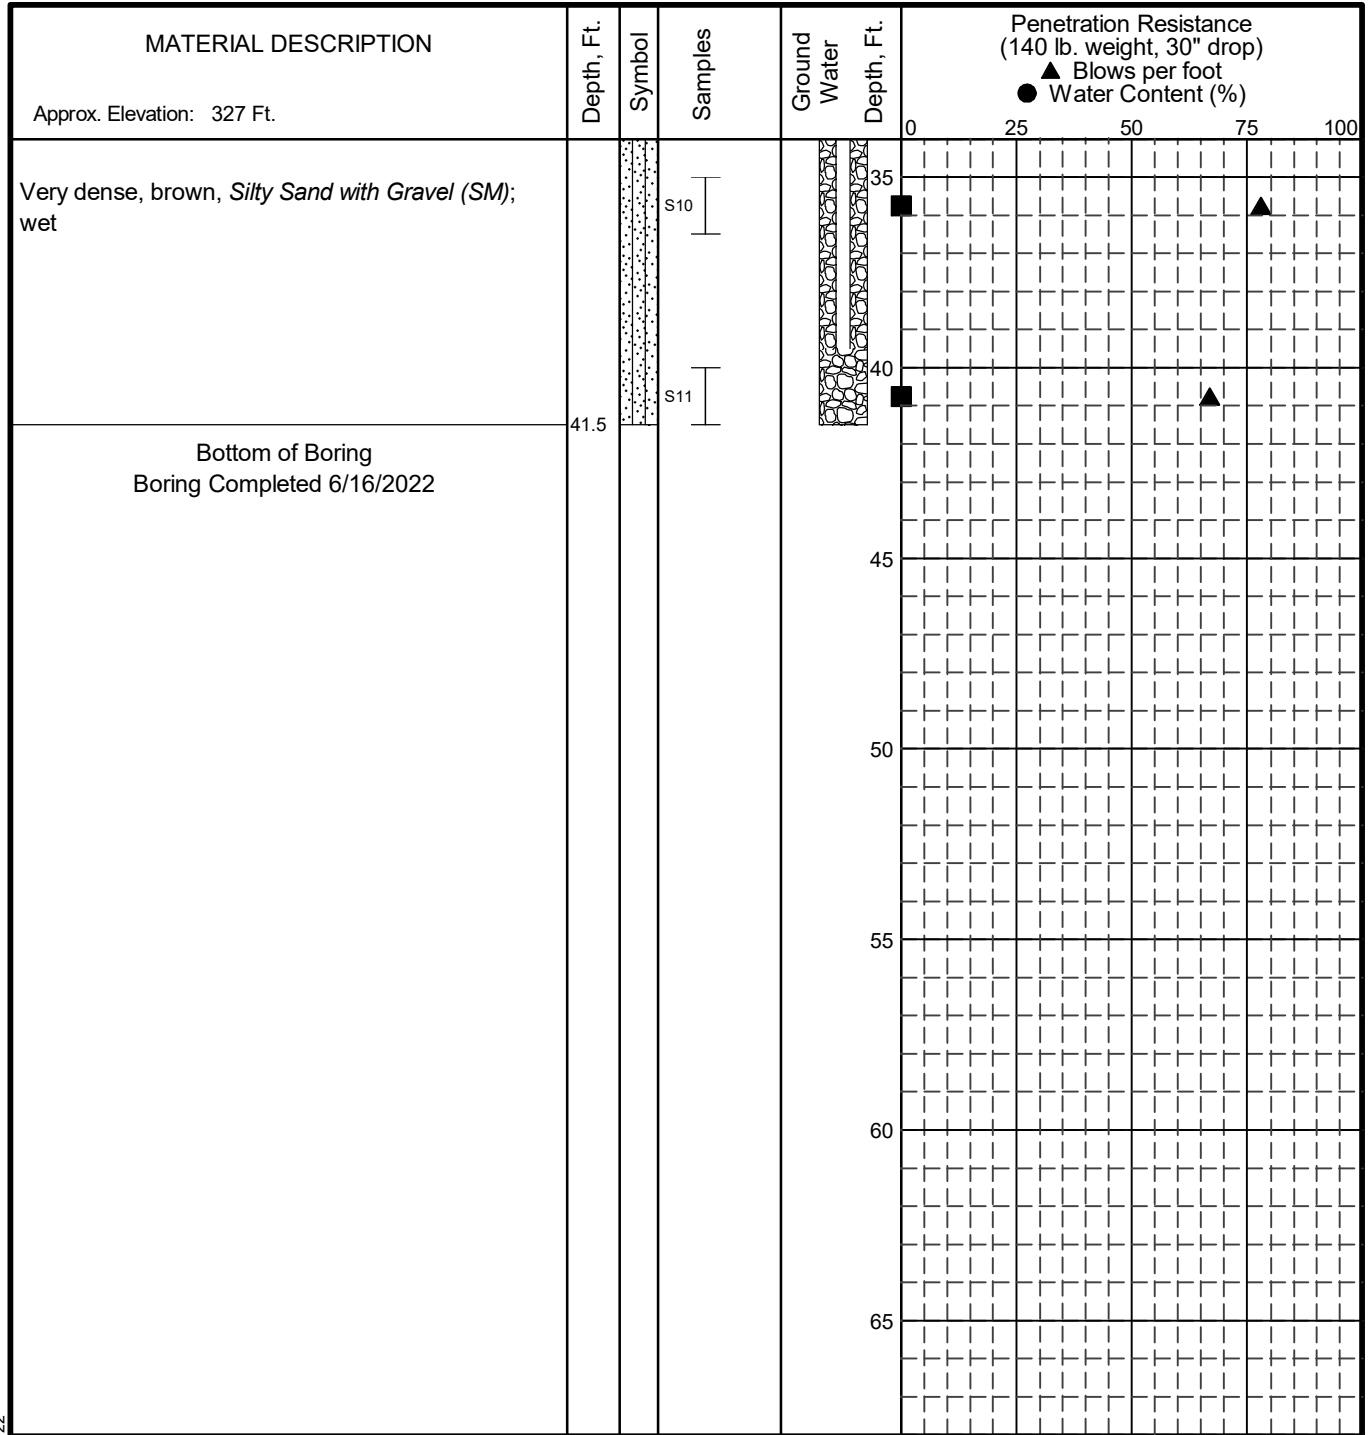 MATERIAL DESCRIPTION
Approx. Elevation: 327 Ft.
Depth, Ft.
Symbol
Samples
Ground
Water
Depth, Ft.
Penetration Resistance
(140 lb. weight, 30" drop)
▲ Blows per foot
● Water Content (%)
0 25 50 75 100
Very dense, brown, Silty Sand with Gravel (SM);
wet
S10
35
S11
40
41.5
Bottom of Boring
Boring Completed 6/16/2022
45
50
55
60
65